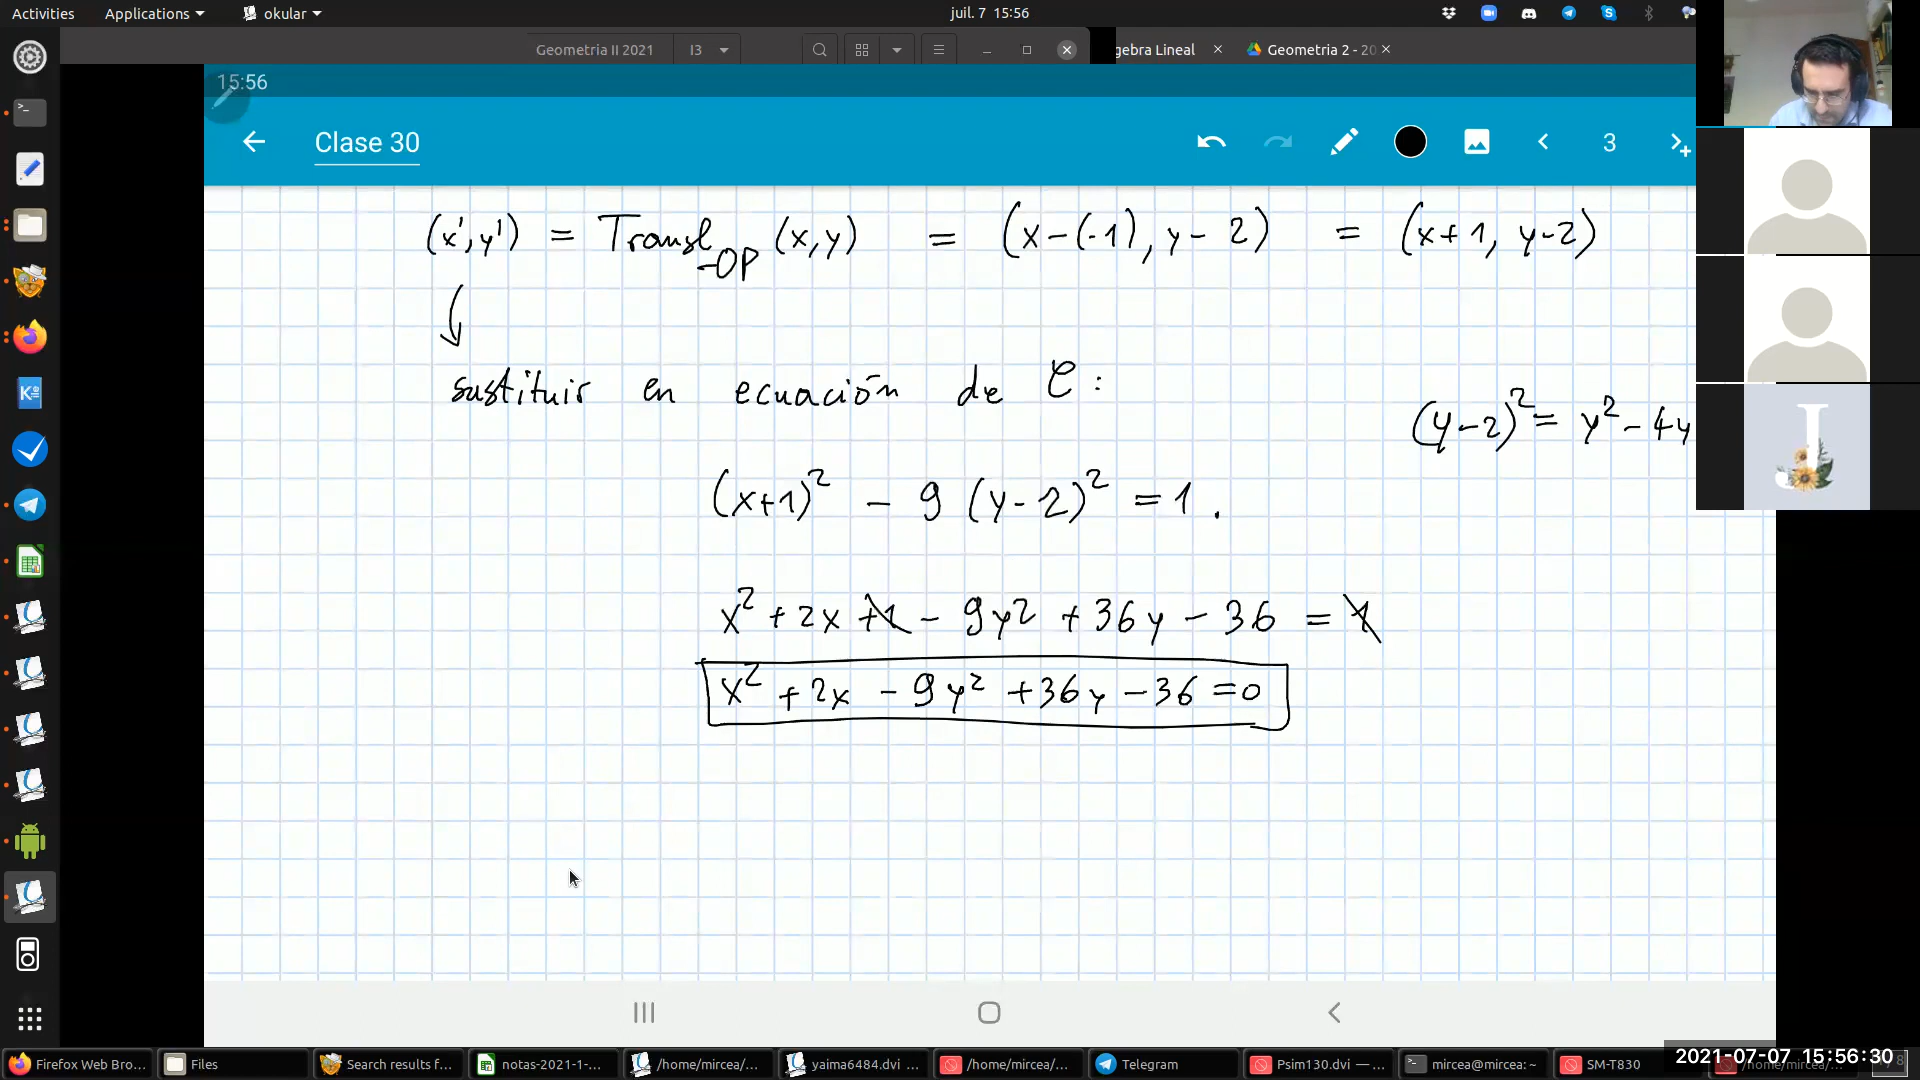 Activities Applications okular juil. 7 15:56
Geometria II 2021 I3 gebra Lineal Geometria 2 - 20
15:56
Clase 30 3
(x', y') = Transl_{-OP} (x,y) = (x-(-1), y-2) = (x+1, y-2)
sustituir en ecuación de C:
(y-2)² = y² - 4y
(x+1)² - 9 (y-2)² = 1.
x² + 2x +1 - 9y² + 36y - 36 = 1
x² + 2x - 9y² + 36y - 36 = 0
Firefox Web Bro... Files Search results f... notas-2021-1-... /home/mircea/... yaima6484.dvi ... /home/mircea/... Telegram Psim130.dvi — ... mircea@mircea: ~ SM-T830
2021-07-07 15:56:30